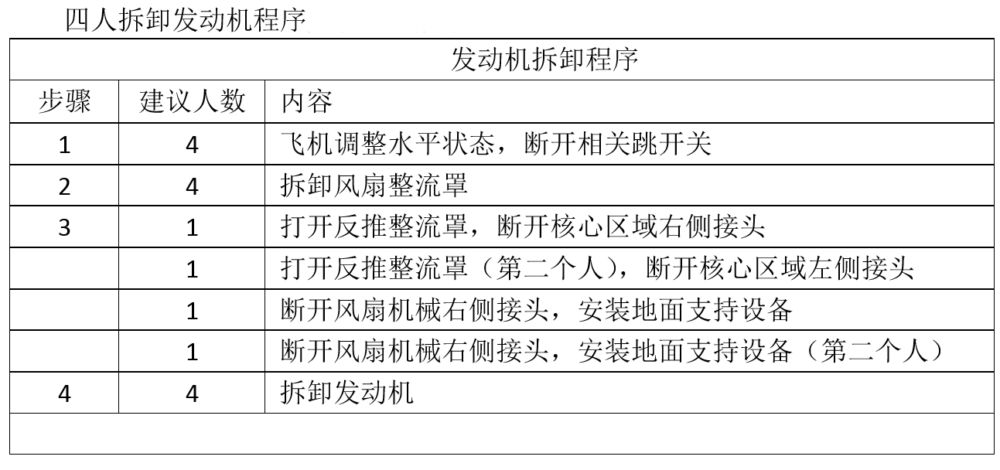 四人拆卸发动机程序
发动机拆卸程序
步骤 建议人数 内容
1 4 飞机调整水平状态，断开相关跳开关
2 4 拆卸风扇整流罩
3 1 打开反推整流罩，断开核心区域右侧接头
1 打开反推整流罩（第二个人），断开核心区域左侧接头
1 断开风扇机械右侧接头，安装地面支持设备
1 断开风扇机械右侧接头，安装地面支持设备（第二个人）
4 4 拆卸发动机